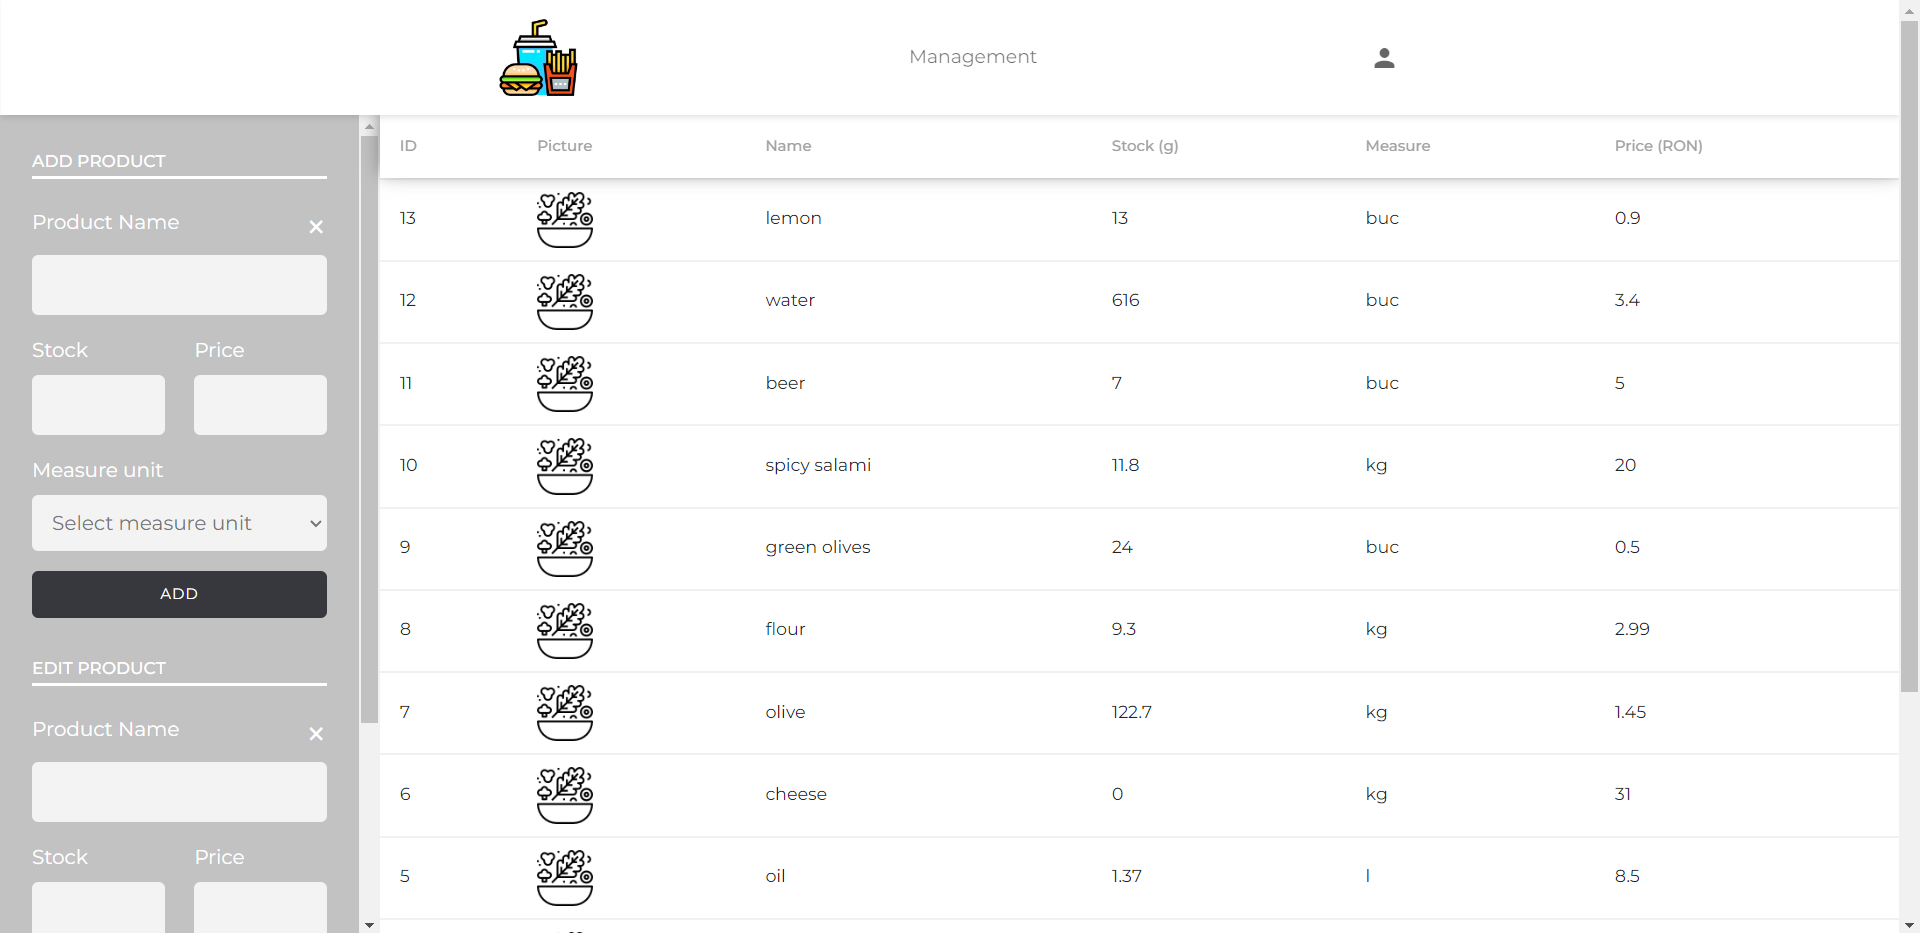 Management
ADD PRODUCT
Product Name
Stock Price
Measure unit
Select measure unit
ADD
EDIT PRODUCT
Product Name
Stock Price
ID Picture Name Stock (g) Measure Price (RON)
13 lemon 13 buc 0.9
12 water 616 buc 3.4
11 beer 7 buc 5
10 spicy salami 11.8 kg 20
9 green olives 24 buc 0.5
8 flour 9.3 kg 2.99
7 olive 122.7 kg 1.45
6 cheese 0 kg 31
5 oil 1.37 l 8.5